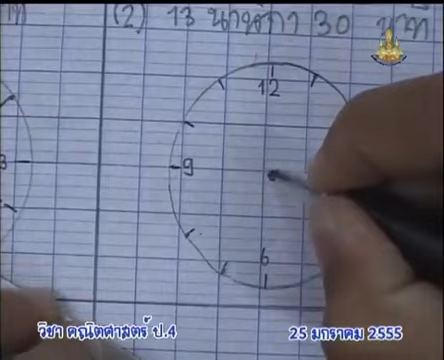 (2) 13 นาฬิกา 30 นาที
12
3
9
6
วิชา คณิตศาสตร์ ป.4
25 มกราคม 2555